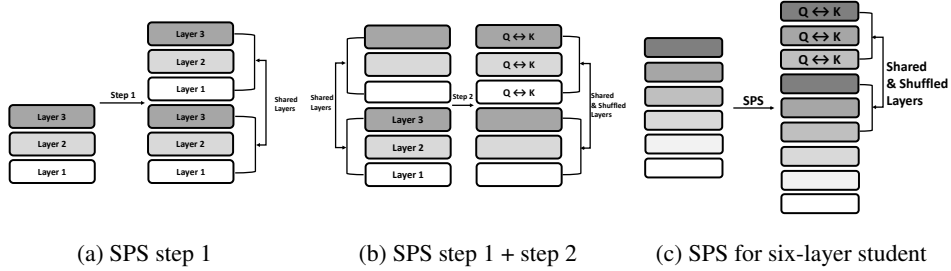 Layer 3
Layer 2
Layer 1
Step 1
Layer 3
Layer 2
Layer 1
Layer 3
Layer 2
Layer 1
Shared
Layers
(a) SPS step 1
Shared
Layers
Layer 3
Layer 2
Layer 1
Step 2
Q ↔ K
Q ↔ K
Q ↔ K
Shared
& Shuffled
Layers
(b) SPS step 1 + step 2
SPS
Q ↔ K
Q ↔ K
Q ↔ K
Shared
& Shuffled
Layers
(c) SPS for six-layer student